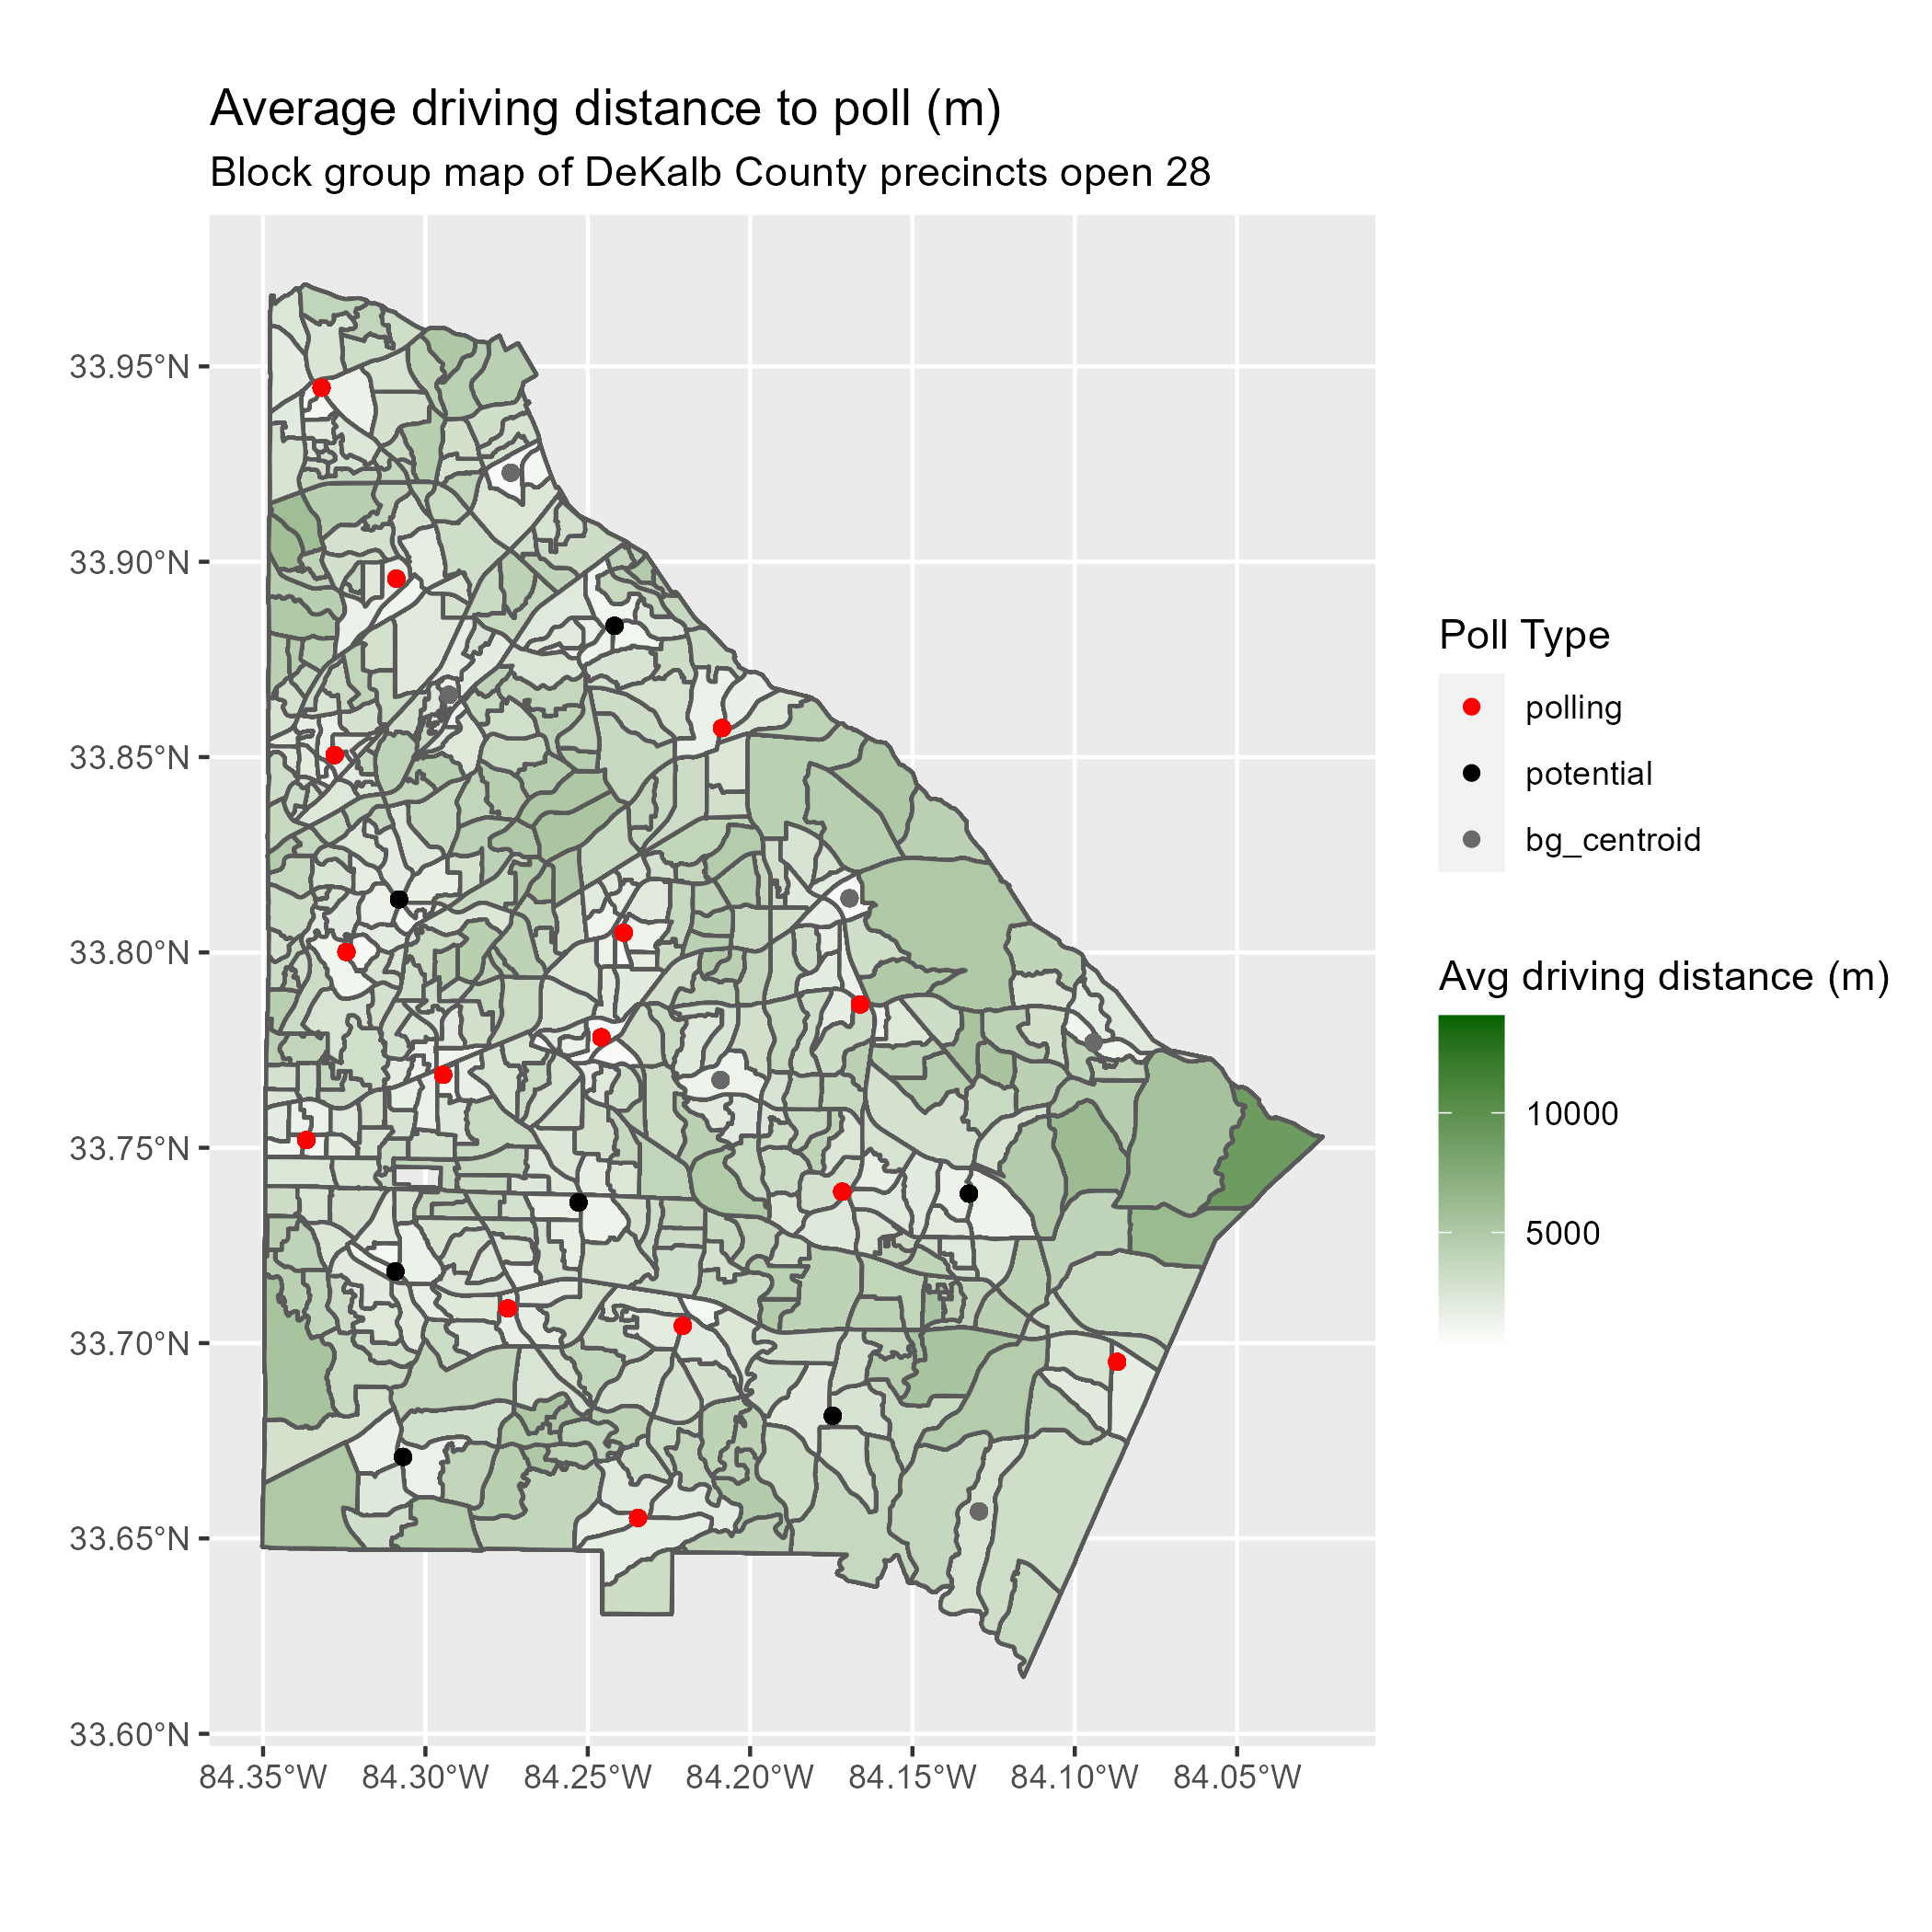 Average driving distance to poll (m)
Block group map of DeKalb County precincts open 28
33.95°N
33.90°N
33.85°N
33.80°N
33.75°N
33.70°N
33.65°N
33.60°N
84.35°W
84.30°W
84.25°W
84.20°W
84.15°W
84.10°W
84.05°W
Poll Type
polling
potential
bg_centroid
Avg driving distance (m)
10000
5000